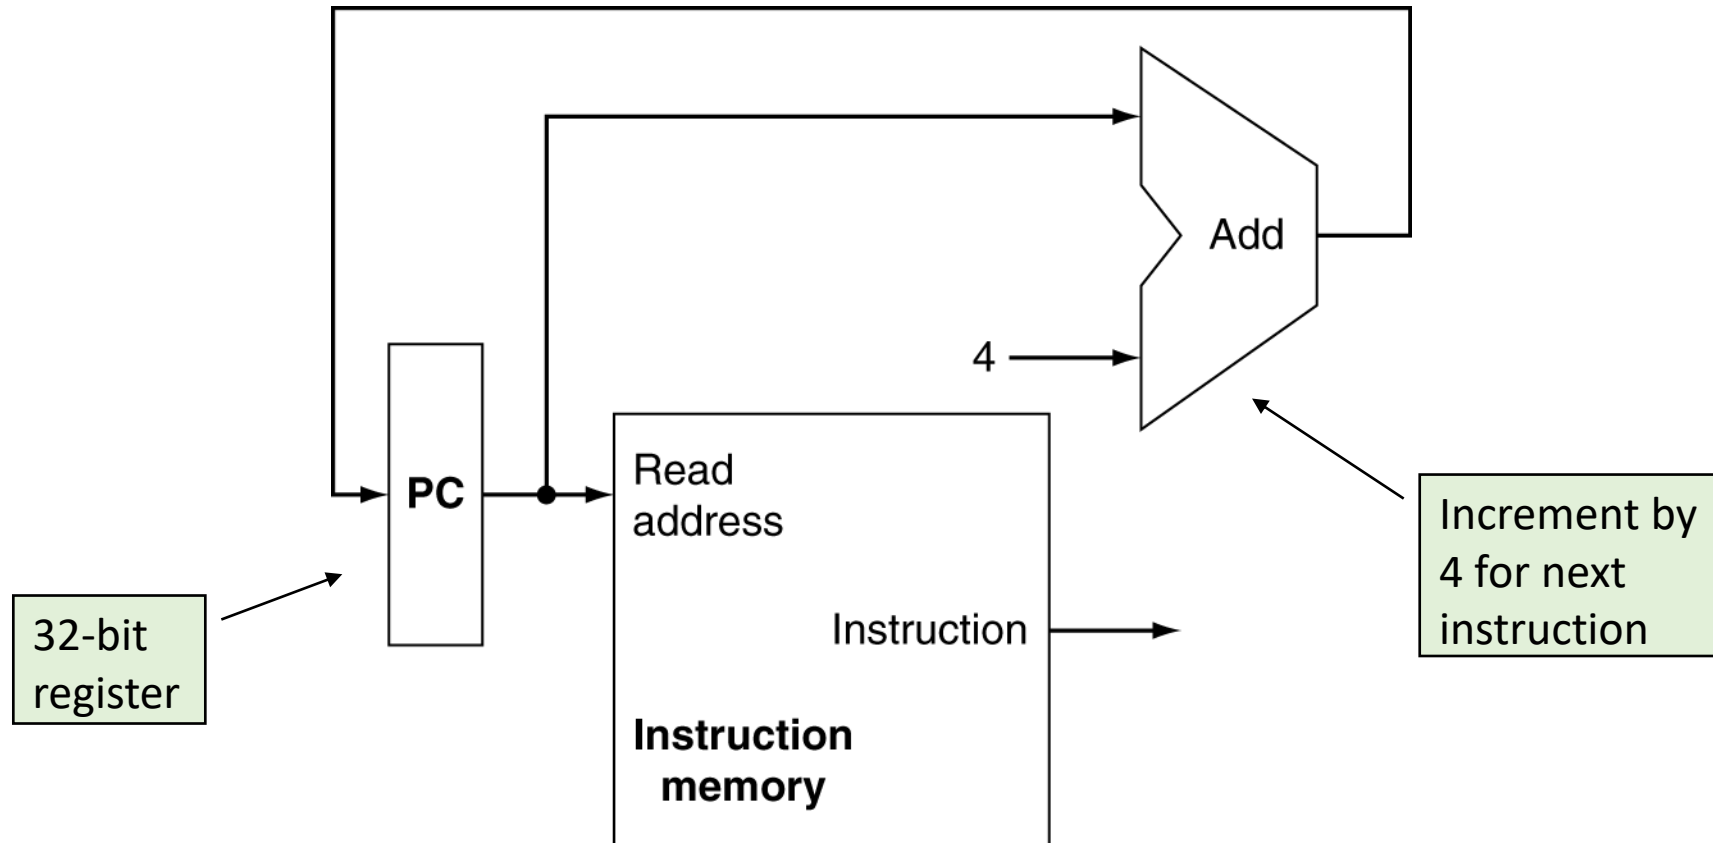 Add
4
PC
Read
address
Instruction
Instruction
memory
32-bit
register
Increment by
4 for next
instruction